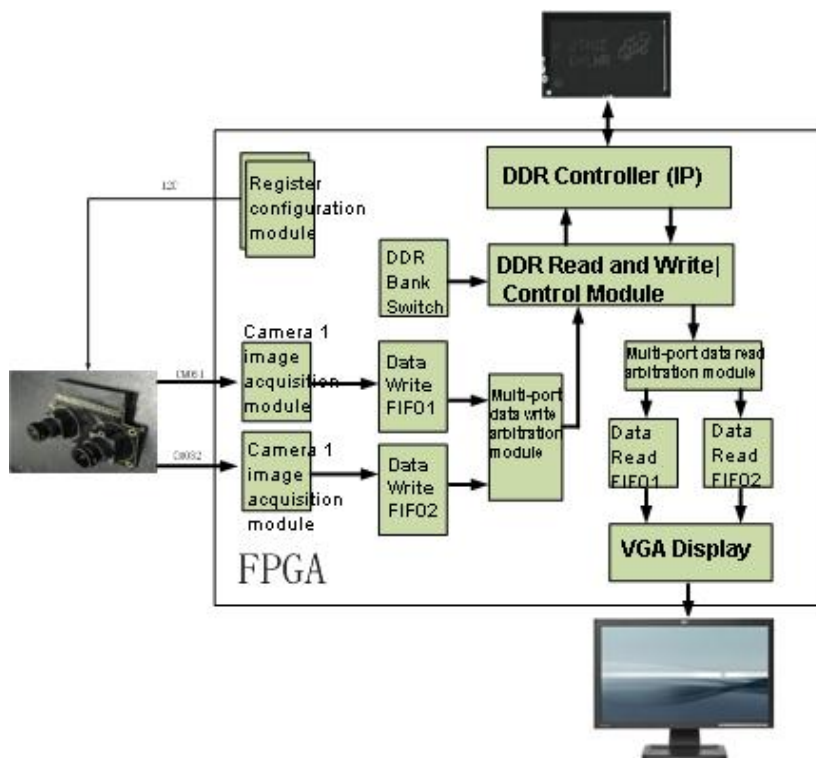 I2C
Register
configuration
module
DDR Controller (IP)
DDR
Bank
Switch
DDR Read and Write|
Control Module
Camera 1
image
acquisition
module
Data
Write
FIFO1
Multi-port
data write
arbitration
module
Multi-port data read
arbitration module
CMOS1
CMOS2
Camera 1
image
acquisition
module
Data
Write
FIFO2
Data
Read
FIFO1
Data
Read
FIFO2
VGA Display
FPGA